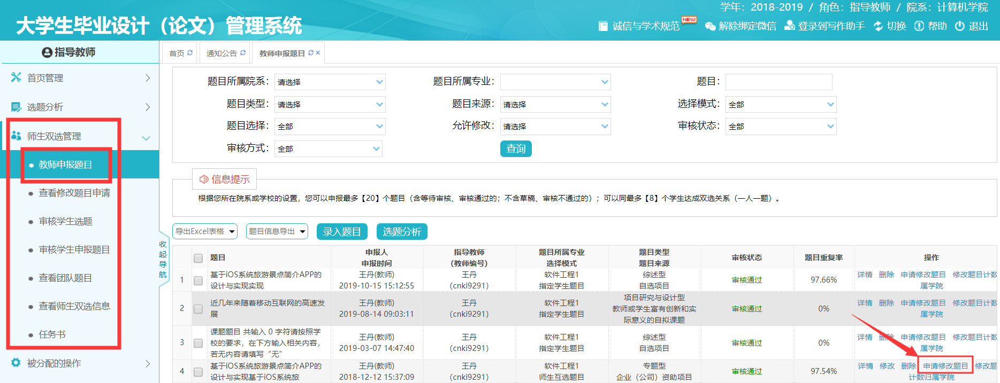 学年：2018-2019 / 角色：指导教师 / 院系：计算机学院
大学生毕业设计（论文）管理系统
诚信与学术规范 NEW 解除绑定微信 登录到写作助手 切换 帮助 退出
指导教师
首页管理
选题分析
师生双选管理
教师申报题目
查看修改题目申请
审核学生选题
审核学生申报题目
查看团队题目
查看师生双选信息
任务书
被分配的操作
收起导航
首页 通知公告 教师申报题目
题目所属院系： 请选择 题目所属专业： 题目：
题目类型： 请选择 题目来源： 请选择 选择模式： 全部
题目选择： 全部 允许修改： 请选择 审核状态： 全部
审核方式： 全部 查询
信息提示
根据您所在院系或学校的设置，您可以申报最多【20】个题目（含等待审核、审核通过的；不含草稿、审核不通过的）；可以同最多【8】个学生达成双选关系（一人一题）。
导出Excel表格 题目信息导出 录入题目 选题分析
题目 申报人 指导教师 题目所属专业 题目类型 审核状态 题目重复率 操作
申报时间 (教师编号) 选择模式 题目来源
1 基于iOS系统旅游景点简介APP的 王丹(教师) 王丹 软件工程1 综述型 审核通过 97.66% 详情 删除 申请修改题目 修改题目计数
设计与实现实现 2019-10-15 15:12:55 (cnki9291) 指定学生题目 自选项目 属学院
2 近几年来随着移动互联网的高速发 王丹(教师) 王丹 软件工程1 项目研究与设计型 审核通过 0% 详情 删除 申请修改题目 修改题目计数
展 2019-08-14 09:03:11 (cnki9291) 指定学生题目 教师或学生富有创新和实 属学院
际意义的自拟课题
3 课题题目 共输入 0 字符请按照学 王丹(教师) 王丹 软件工程1 综述型 审核通过 0% 详情 删除 申请修改题目 修改题目计数
校的要求，在下方输入相关内容， 2019-03-07 14:47:40 (cnki9291) 指定学生题目 自选项目 属学院
若无内容请填写“无”
4 基于iOS系统旅游景点简介APP的 王丹(教师) 王丹 软件工程1 专题型 审核通过 97.54% 详情 修改 删除 申请修改题目 修改题
设计与实现基于iOS系统旅 2018-12-12 15:37:09 (cnki9291) 师生互选题目 企业（公司）资助项目 计数归属学院